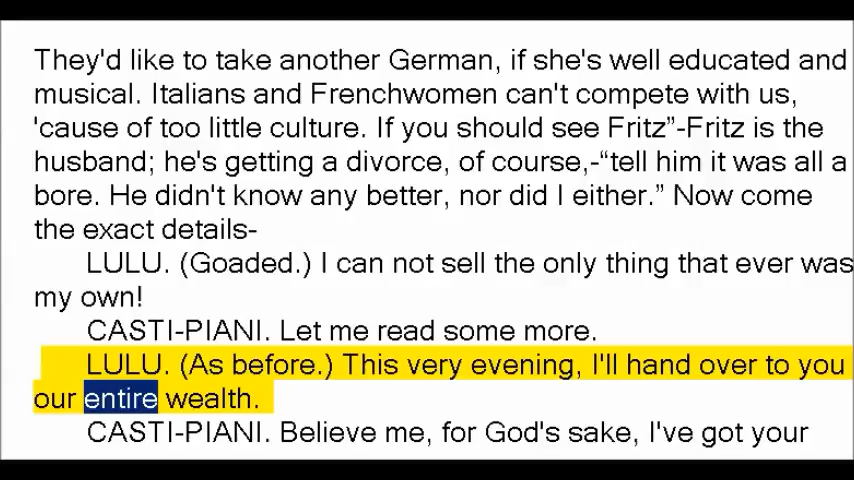 They'd like to take another German, if she's well educated and
musical. Italians and Frenchwomen can't compete with us,
'cause of too little culture. If you should see Fritz”-Fritz is the
husband; he's getting a divorce, of course,-“tell him it was all a
bore. He didn't know any better, nor did I either.” Now come
the exact details-
LULU. (Goaded.) I can not sell the only thing that ever was
my own!
CASTI-PIANI. Let me read some more.
LULU. (As before.) This very evening, I'll hand over to you
our entire wealth.
CASTI-PIANI. Believe me, for God's sake, I've got your